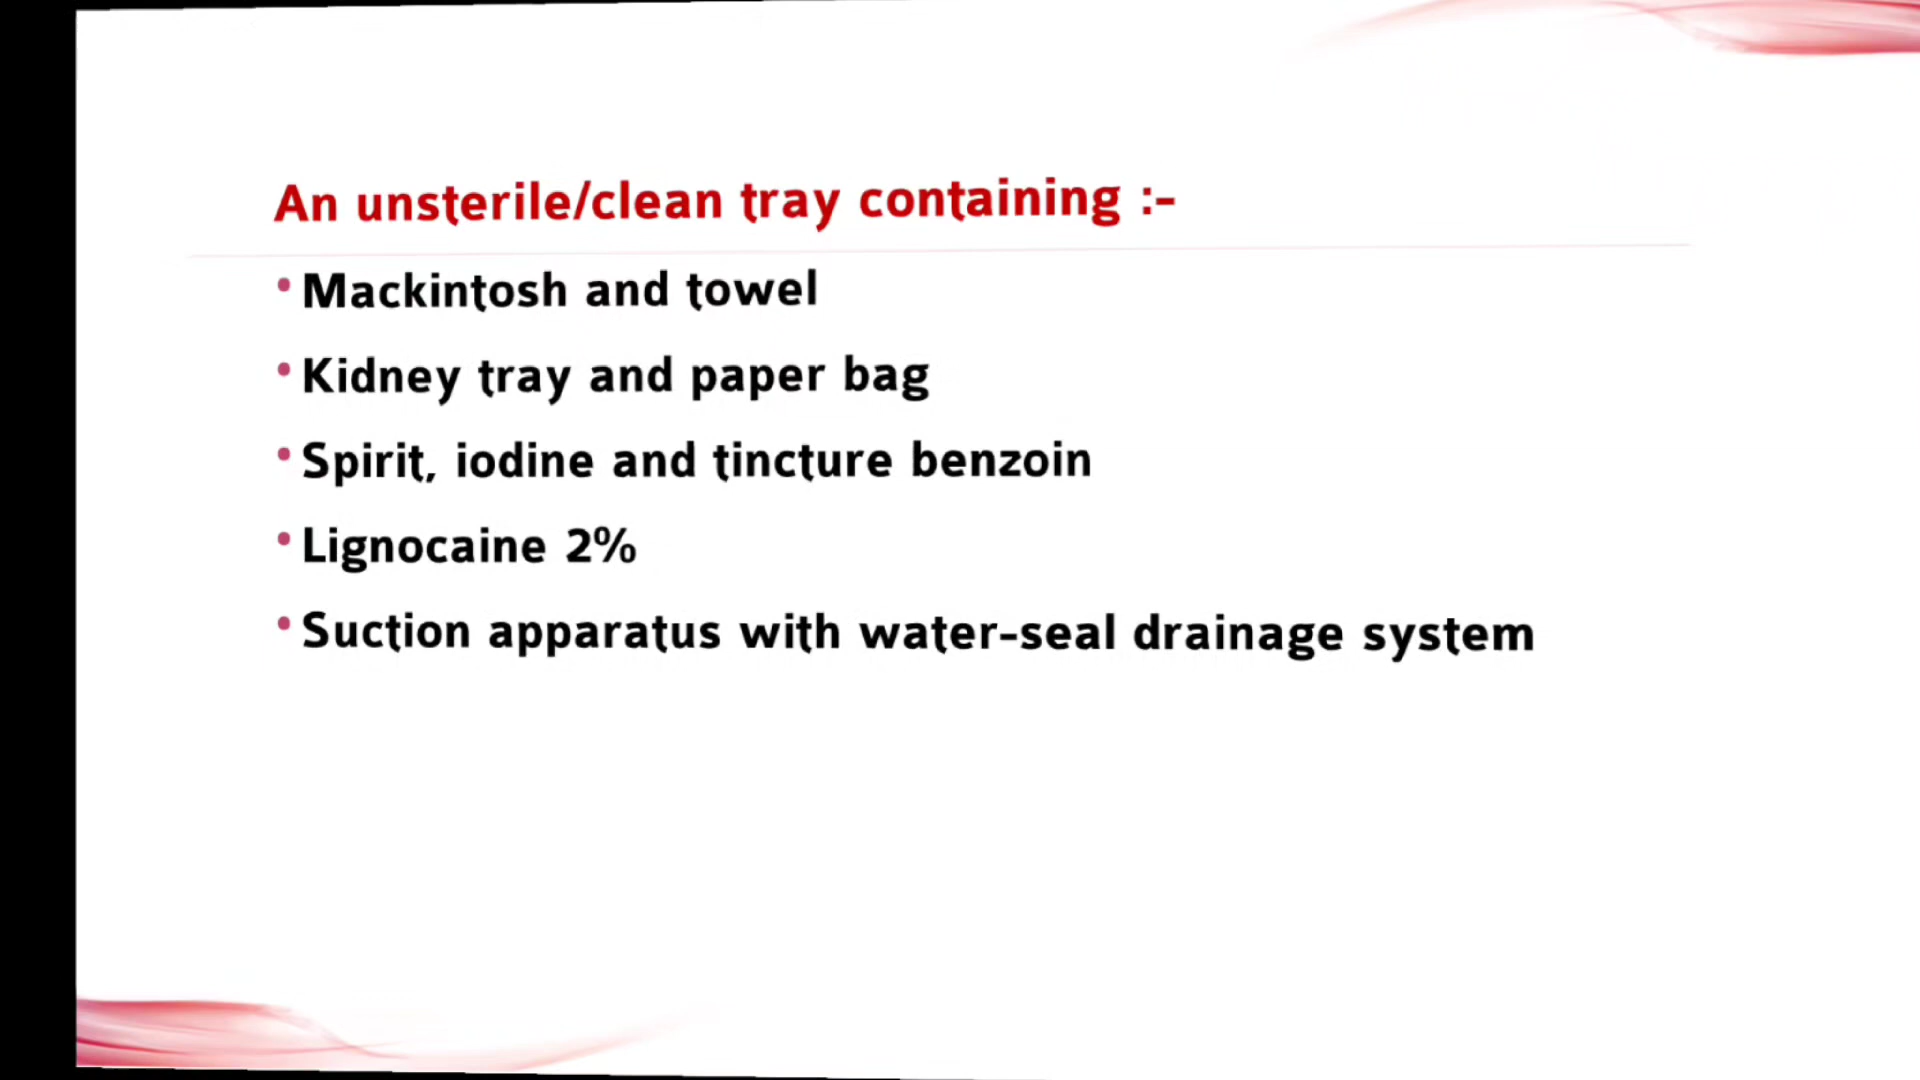 An unsterile/clean tray containing :-
• Mackintosh and towel
• Kidney tray and paper bag
• Spirit, iodine and tincture benzoin
• Lignocaine 2%
• Suction apparatus with water-seal drainage system